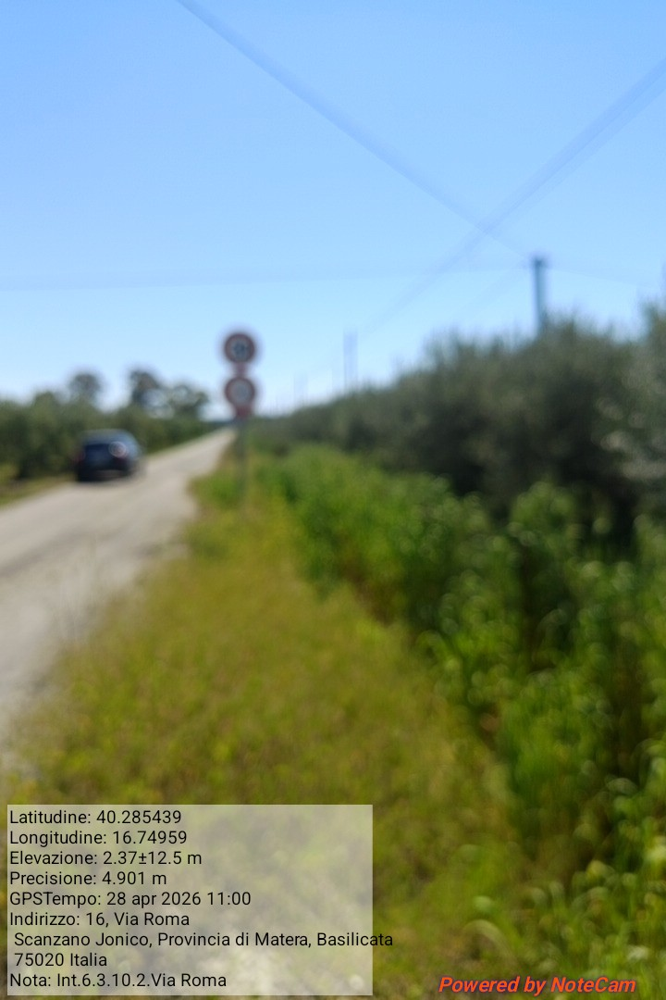 Latitudine: 40.285439
Longitudine: 16.74959
Elevazione: 2.37±12.5 m
Precisione: 4.901 m
GPSTempo: 28 apr 2026 11:00
Indirizzo: 16, Via Roma
Scanzano Jonico, Provincia di Matera, Basilicata
75020 Italia
Nota: Int.6.3.10.2.Via Roma
Powered by NoteCam